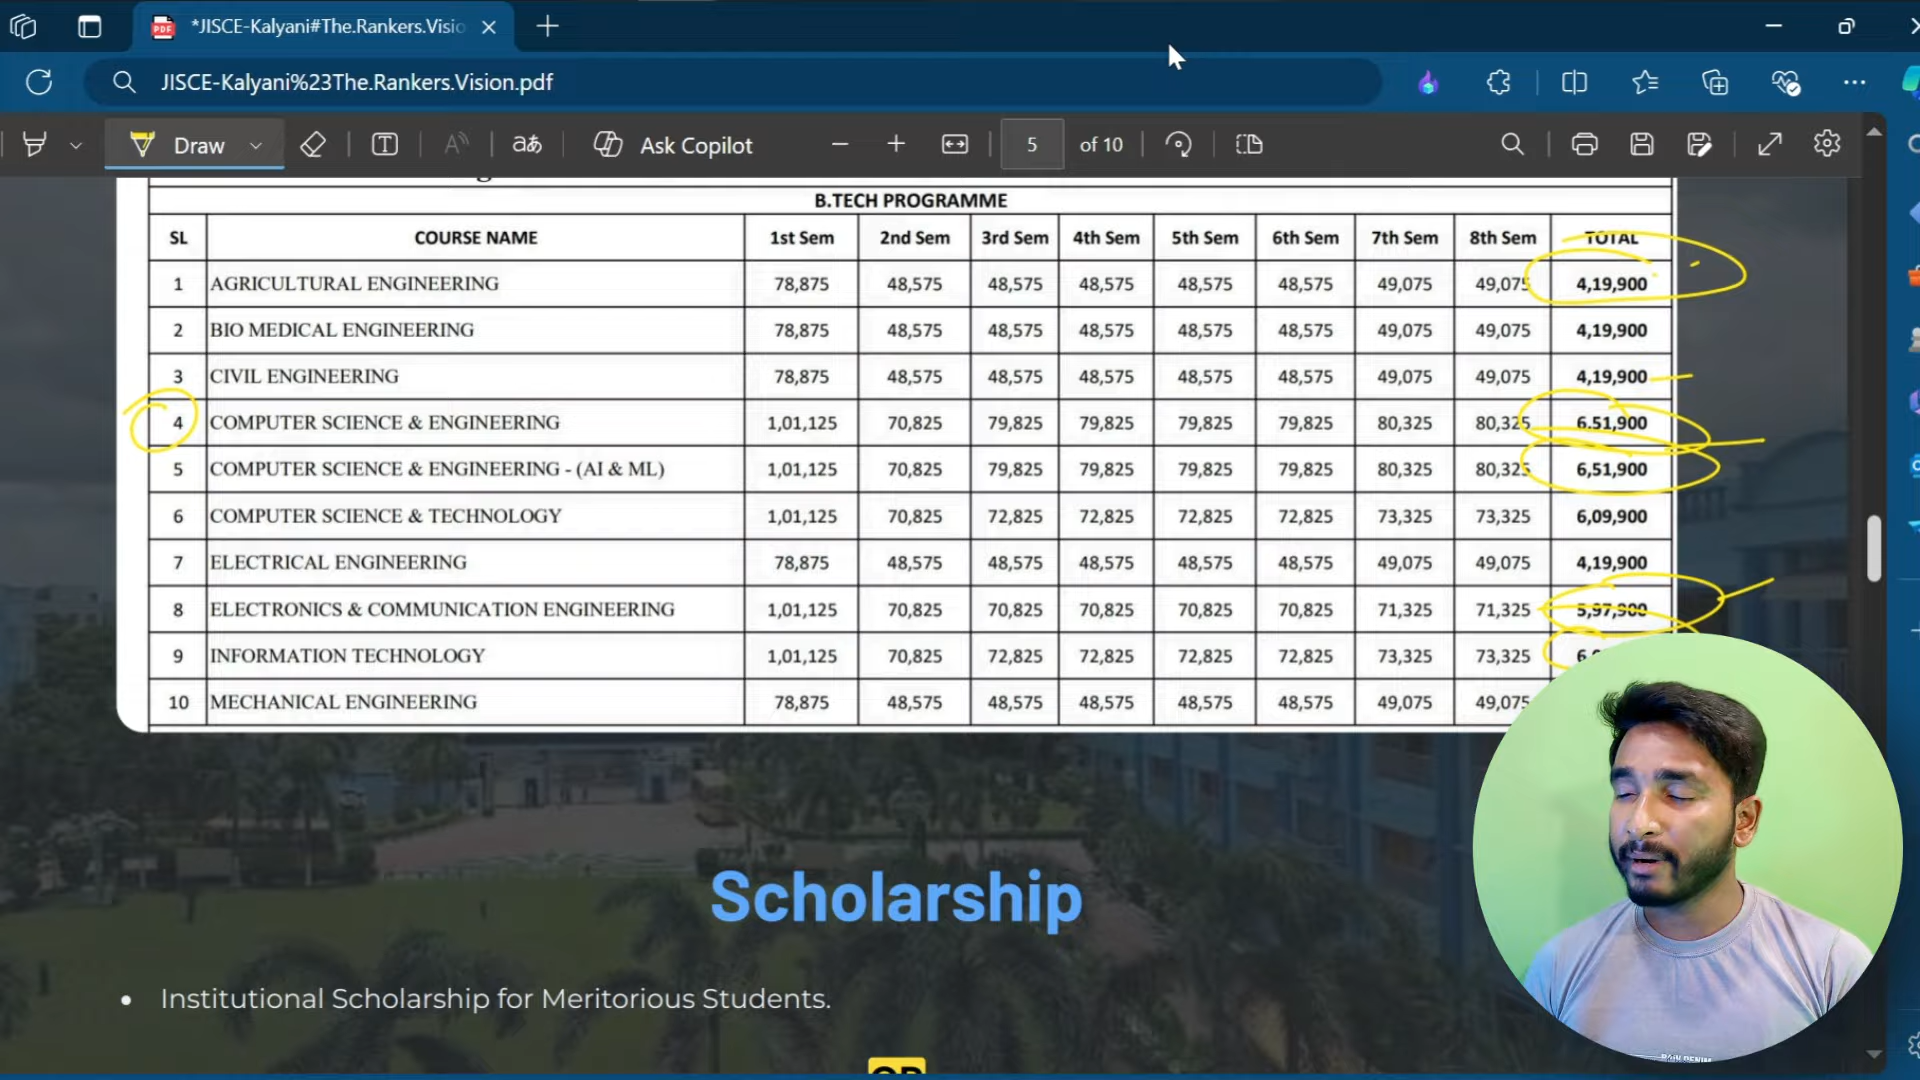 *JISCE-Kalyani#The.Rankers.Visio
JISCE-Kalyani%23The.Rankers.Vision.pdf
Draw
Ask Copilot
5 of 10
B.TECH PROGRAMME
SL COURSE NAME 1st Sem 2nd Sem 3rd Sem 4th Sem 5th Sem 6th Sem 7th Sem 8th Sem TOTAL
1 AGRICULTURAL ENGINEERING 78,875 48,575 48,575 48,575 48,575 48,575 49,075 49,075 4,19,900
2 BIO MEDICAL ENGINEERING 78,875 48,575 48,575 48,575 48,575 48,575 49,075 49,075 4,19,900
3 CIVIL ENGINEERING 78,875 48,575 48,575 48,575 48,575 48,575 49,075 49,075 4,19,900
4 COMPUTER SCIENCE & ENGINEERING 1,01,125 70,825 79,825 79,825 79,825 79,825 80,325 80,325 6.51,900
5 COMPUTER SCIENCE & ENGINEERING - (AI & ML) 1,01,125 70,825 79,825 79,825 79,825 79,825 80,325 80,325 6,51,900
6 COMPUTER SCIENCE & TECHNOLOGY 1,01,125 70,825 72,825 72,825 72,825 72,825 73,325 73,325 6,09,900
7 ELECTRICAL ENGINEERING 78,875 48,575 48,575 48,575 48,575 48,575 49,075 49,075 4,19,900
8 ELECTRONICS & COMMUNICATION ENGINEERING 1,01,125 70,825 70,825 70,825 70,825 70,825 71,325 71,325 5,97,900
9 INFORMATION TECHNOLOGY 1,01,125 70,825 72,825 72,825 72,825 72,825 73,325 73,325
10 MECHANICAL ENGINEERING 78,875 48,575 48,575 48,575 48,575 48,575 49,075 49,075
Scholarship
• Institutional Scholarship for Meritorious Students.
OR